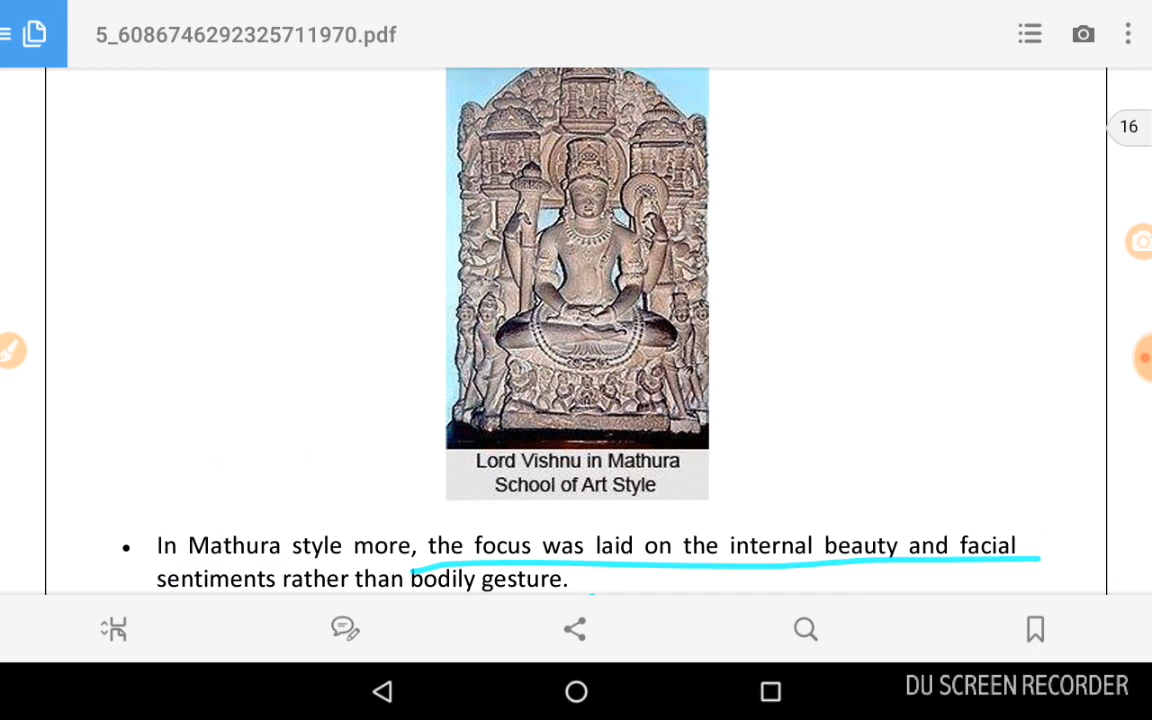 5_6086746292325711970.pdf
16
Lord Vishnu in Mathura
School of Art Style
• In Mathura style more, the focus was laid on the internal beauty and facial
sentiments rather than bodily gesture.
DU SCREEN RECORDER